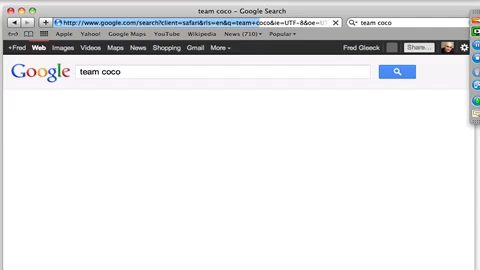 team coco – Google Search
http://www.google.com/search?client=safari&rls=en&q=team+coco&ie=UTF-8&oe=UT
team coco
Apple Yahoo! Google Maps YouTube Wikipedia News (710) Popular
+Fred Web Images Maps News Shopping Gmail More Fred Gleeck 0 Share...
Google team coco